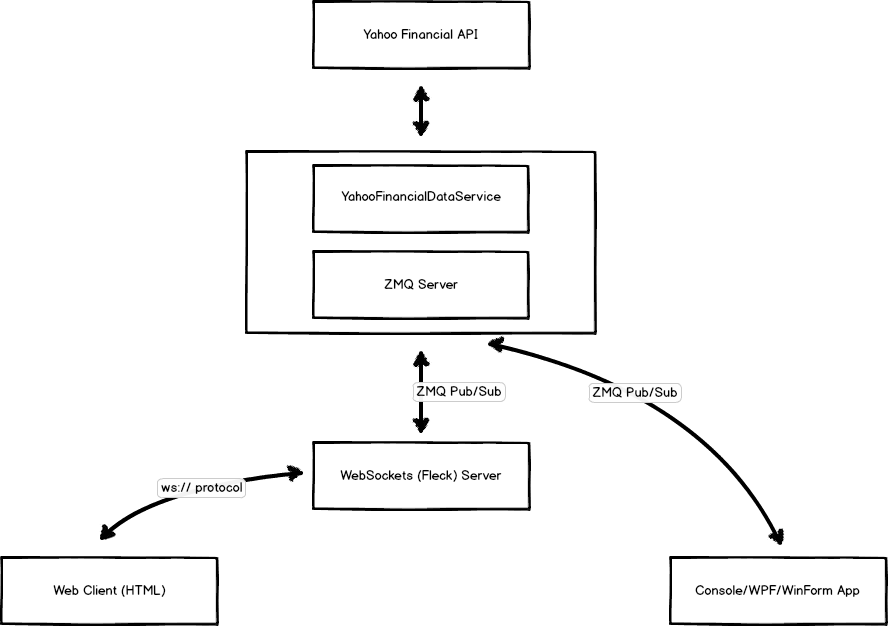 Yahoo Financial API
YahooFinancialDataService
ZMQ Server
ZMQ Pub/Sub
ZMQ Pub/Sub
WebSockets (Fleck) Server
ws:// protocol
Web Client (HTML)
Console/WPF/WinForm App